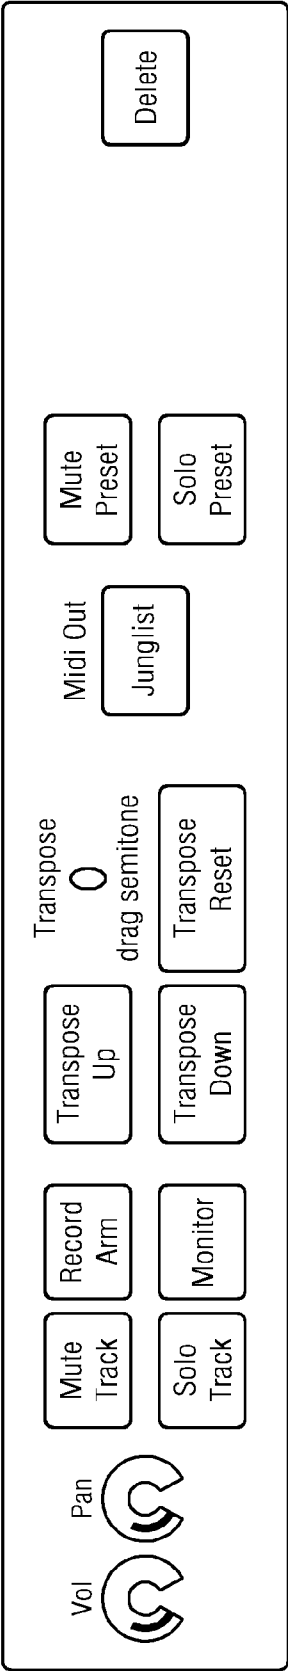 Vol
Pan
Mute
Track
Solo
Track
Record
Arm
Monitor
Transpose
Up
Transpose
Down
Transpose
0
drag semitone
Transpose
Reset
Midi Out
Junglist
Mute
Preset
Solo
Preset
Delete